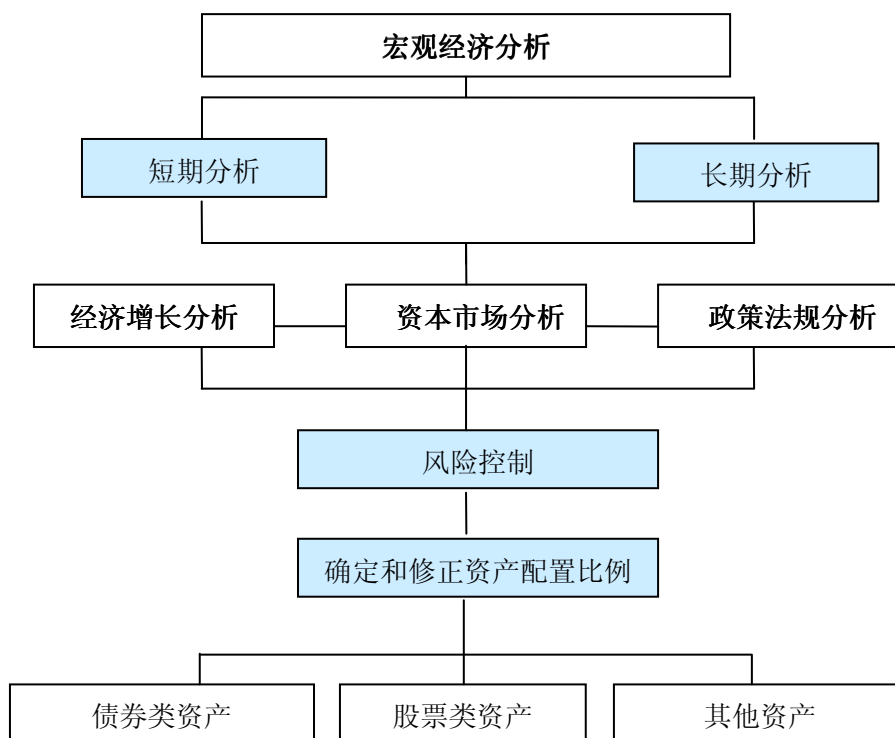 宏观经济分析
短期分析
长期分析
经济增长分析
资本市场分析
政策法规分析
风险控制
确定和修正资产配置比例
债券类资产
股票类资产
其他资产